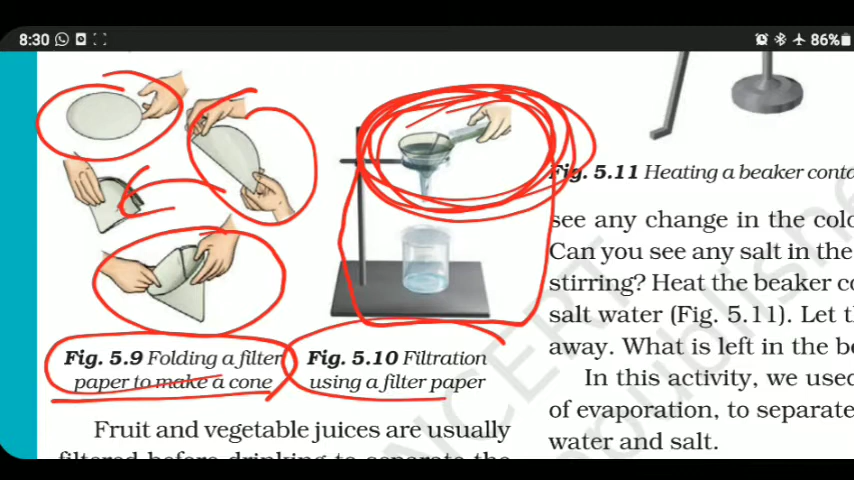 8:30
86%
Fig. 5.9 Folding a filter
paper to make a cone
Fig. 5.10 Filtration
using a filter paper
Fruit and vegetable juices are usually
filtered before drinking to separate the
Fig. 5.11 Heating a beaker conta
see any change in the colo
Can you see any salt in the
stirring? Heat the beaker co
salt water (Fig. 5.11). Let t
away. What is left in the be
In this activity, we used
of evaporation, to separate
water and salt.
NCERT
republishe